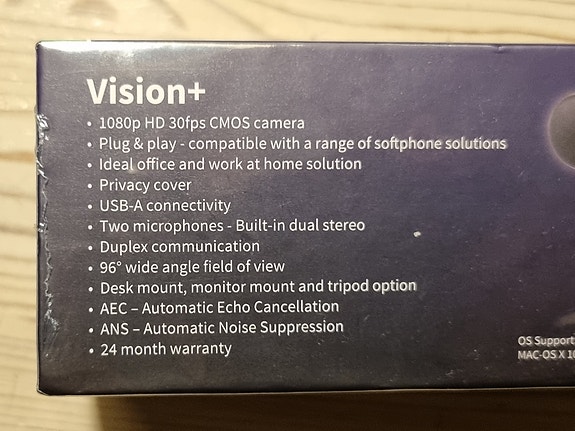 Vision+
• 1080p HD 30fps CMOS camera
• Plug & play - compatible with a range of softphone solutions
• Ideal office and work at home solution
• Privacy cover
• USB-A connectivity
• Two microphones - Built-in dual stereo
• Duplex communication
• 96° wide angle field of view
• Desk mount, monitor mount and tripod option
• AEC – Automatic Echo Cancellation
• ANS – Automatic Noise Suppression
• 24 month warranty
OS Support
MAC-OS X 10